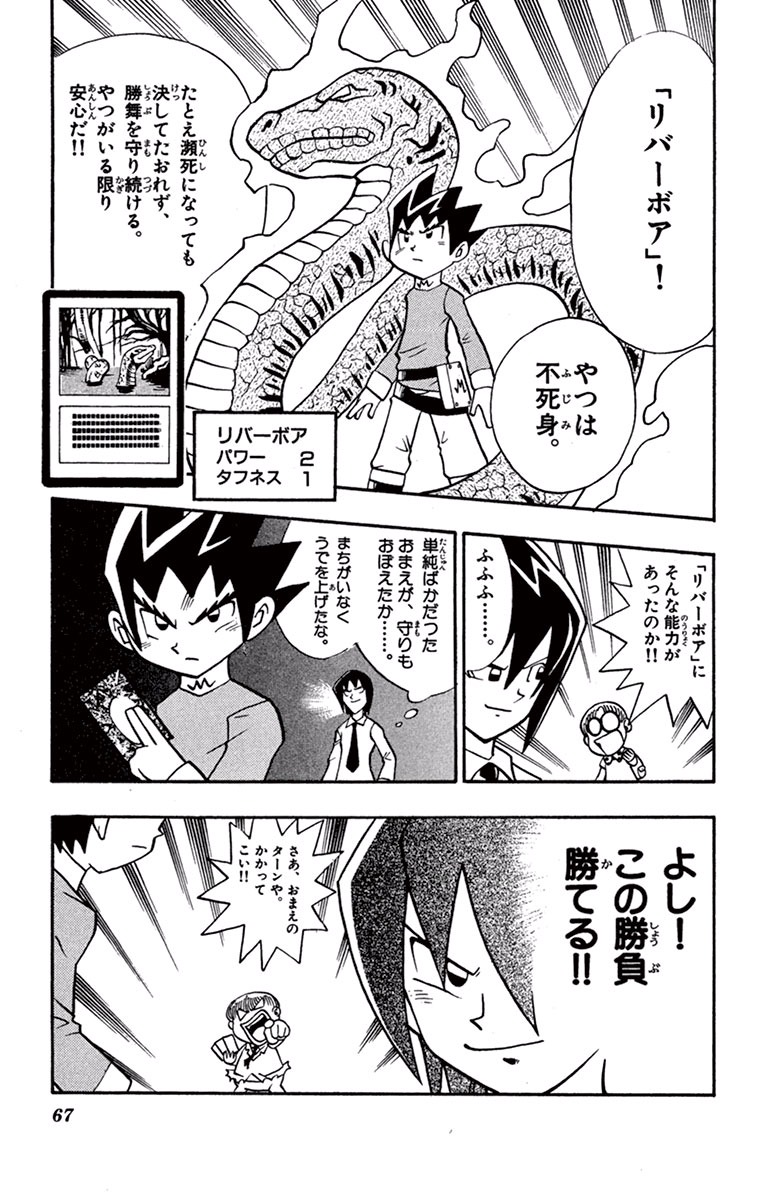 「リバーボア」！
やつは
不死身。
たとえ瀕死になっても
決してたおれず、
勝舞を守り続ける。
やつがいる限り
安心だ!!
リバーボア
パワー 2
タフネス 1
「リバーボア」に
そんな能力が
あったのか!!
ふふふ……。
単純ばかだった
おまえが、守りも
おぼえたか……。
まちがいなく
うでを上げたな。
よし！
この勝負
勝てる!!
さあ、おまえの
ターンや。
かかって
こい!!
67